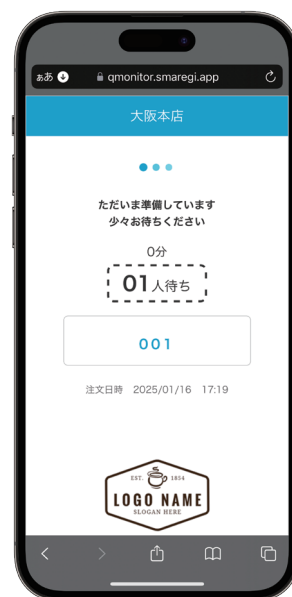 ぁあ qmonitor.smaregi.app
大阪本店
ただいま準備しています
少々お待ちください
0分
01人待ち
001
注文日時 2025/01/16 17:19
EST. 1834
LOGO NAME
SLOGAN HERE